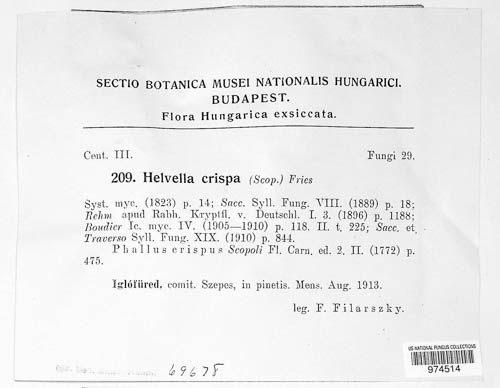 SECTIO BOTANICA MUSEI NATIONALIS HUNGARICI.
BUDAPEST.
Flora Hungarica exsiccata.
Cent. III. Fungi 29.
209. Helvella crispa (Scop.) Fries
Syst. myc. (1823) p. 14; Sacc. Syll. Fung. VIII. (1889) p. 18;
Rehm apud Rabh. Kryptfl. v. Deutschl. I. 3. (1896) p. 1188;
Boudier Ic. myc. IV. (1905—1910) p. 118. II. t. 225; Sacc. et
Traverso Syll. Fung. XIX. (1910) p. 844.
Phallus crispus Scopoli Fl. Carn. ed. 2. II. (1772) p.
475.
Iglófüred, comit. Szepes, in pinetis. Mens. Aug. 1913.
leg. F. Filarszky.
69678
US NATIONAL FUNGUS COLLECTIONS
974514